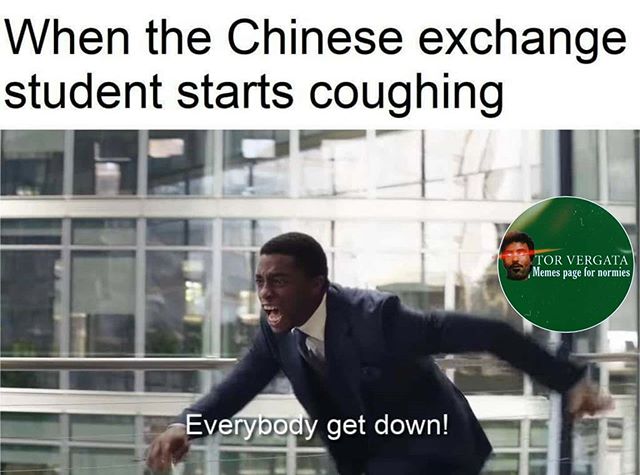 When the Chinese exchange
student starts coughing
TOR VERGATA
Memes page for normies
Everybody get down!